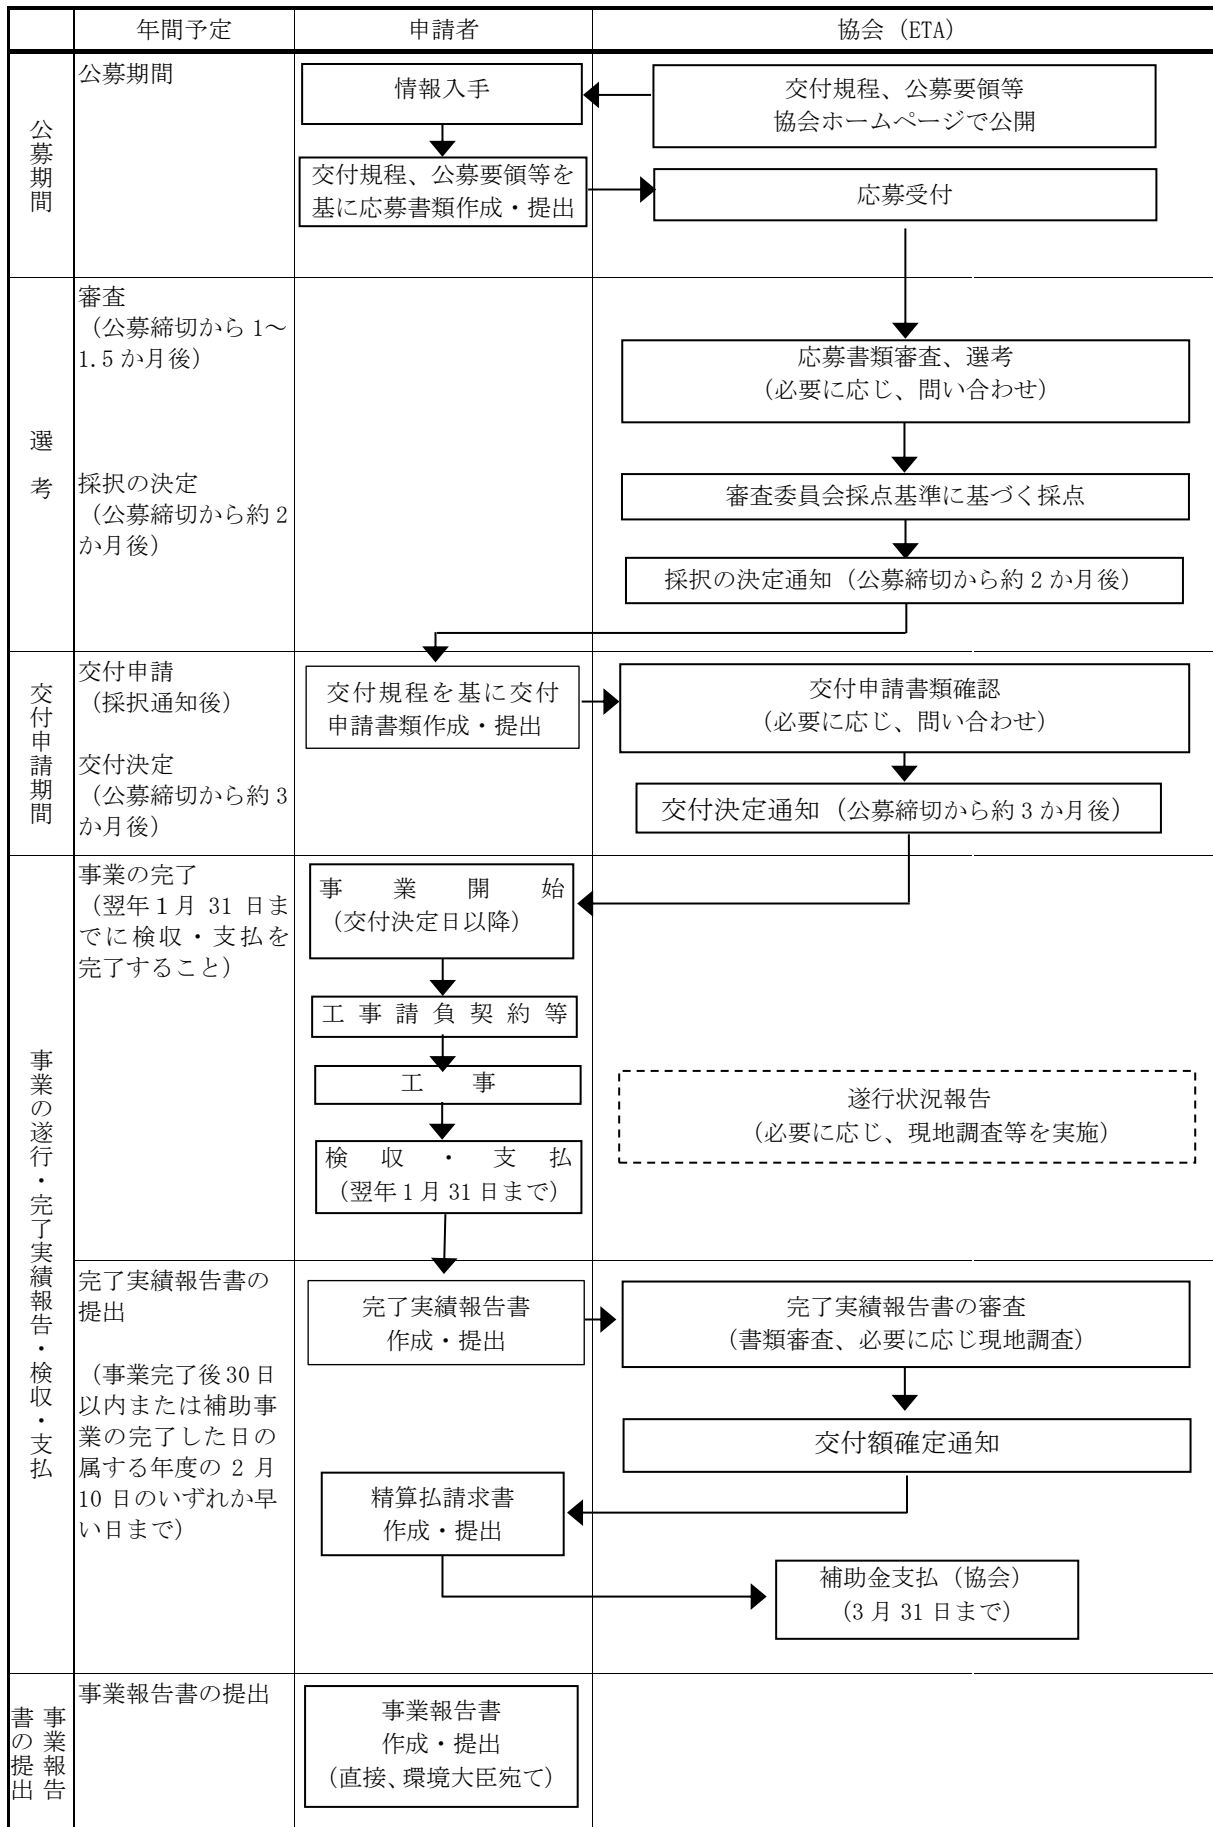 年間予定
申請者
協会（ETA）
公募期間
公募期間
情報入手
交付規程、公募要領等
協会ホームページで公開
交付規程、公募要領等を
基に応募書類作成・提出
応募受付
選考
審査
（公募締切から 1～
1.5 か月後）
応募書類審査、選考
（必要に応じ、問い合わせ）
採択の決定
（公募締切から約 2
か月後）
審査委員会採点基準に基づく採点
採択の決定通知（公募締切から約 2 か月後）
交付申請期間
交付申請
（採択通知後）
交付規程を基に交付
申請書類作成・提出
交付申請書類確認
（必要に応じ、問い合わせ）
交付決定
（公募締切から約 3
か月後）
交付決定通知（公募締切から約 3 か月後）
事業の遂行・完了実績報告・検収・支払
事業の完了
（翌年１月 31 日ま
でに検収・支払を
完了すること）
事業開始
（交付決定日以降）
工事請負契約等
工事
遂行状況報告
（必要に応じ、現地調査等を実施）
検収・支払
（翌年 1 月 31 日まで）
完了実績報告書の
提出
（事業完了後 30 日
以内または補助事
業の完了した日の
属する年度の 2 月
10 日のいずれか早
い日まで）
完了実績報告書
作成・提出
完了実績報告書の審査
（書類審査、必要に応じ現地調査）
交付額確定通知
精算払請求書
作成・提出
補助金支払（協会）
（3 月 31 日まで）
事業報告
書の提出
事業報告書の提出
事業報告書
作成・提出
（直接、環境大臣宛て）